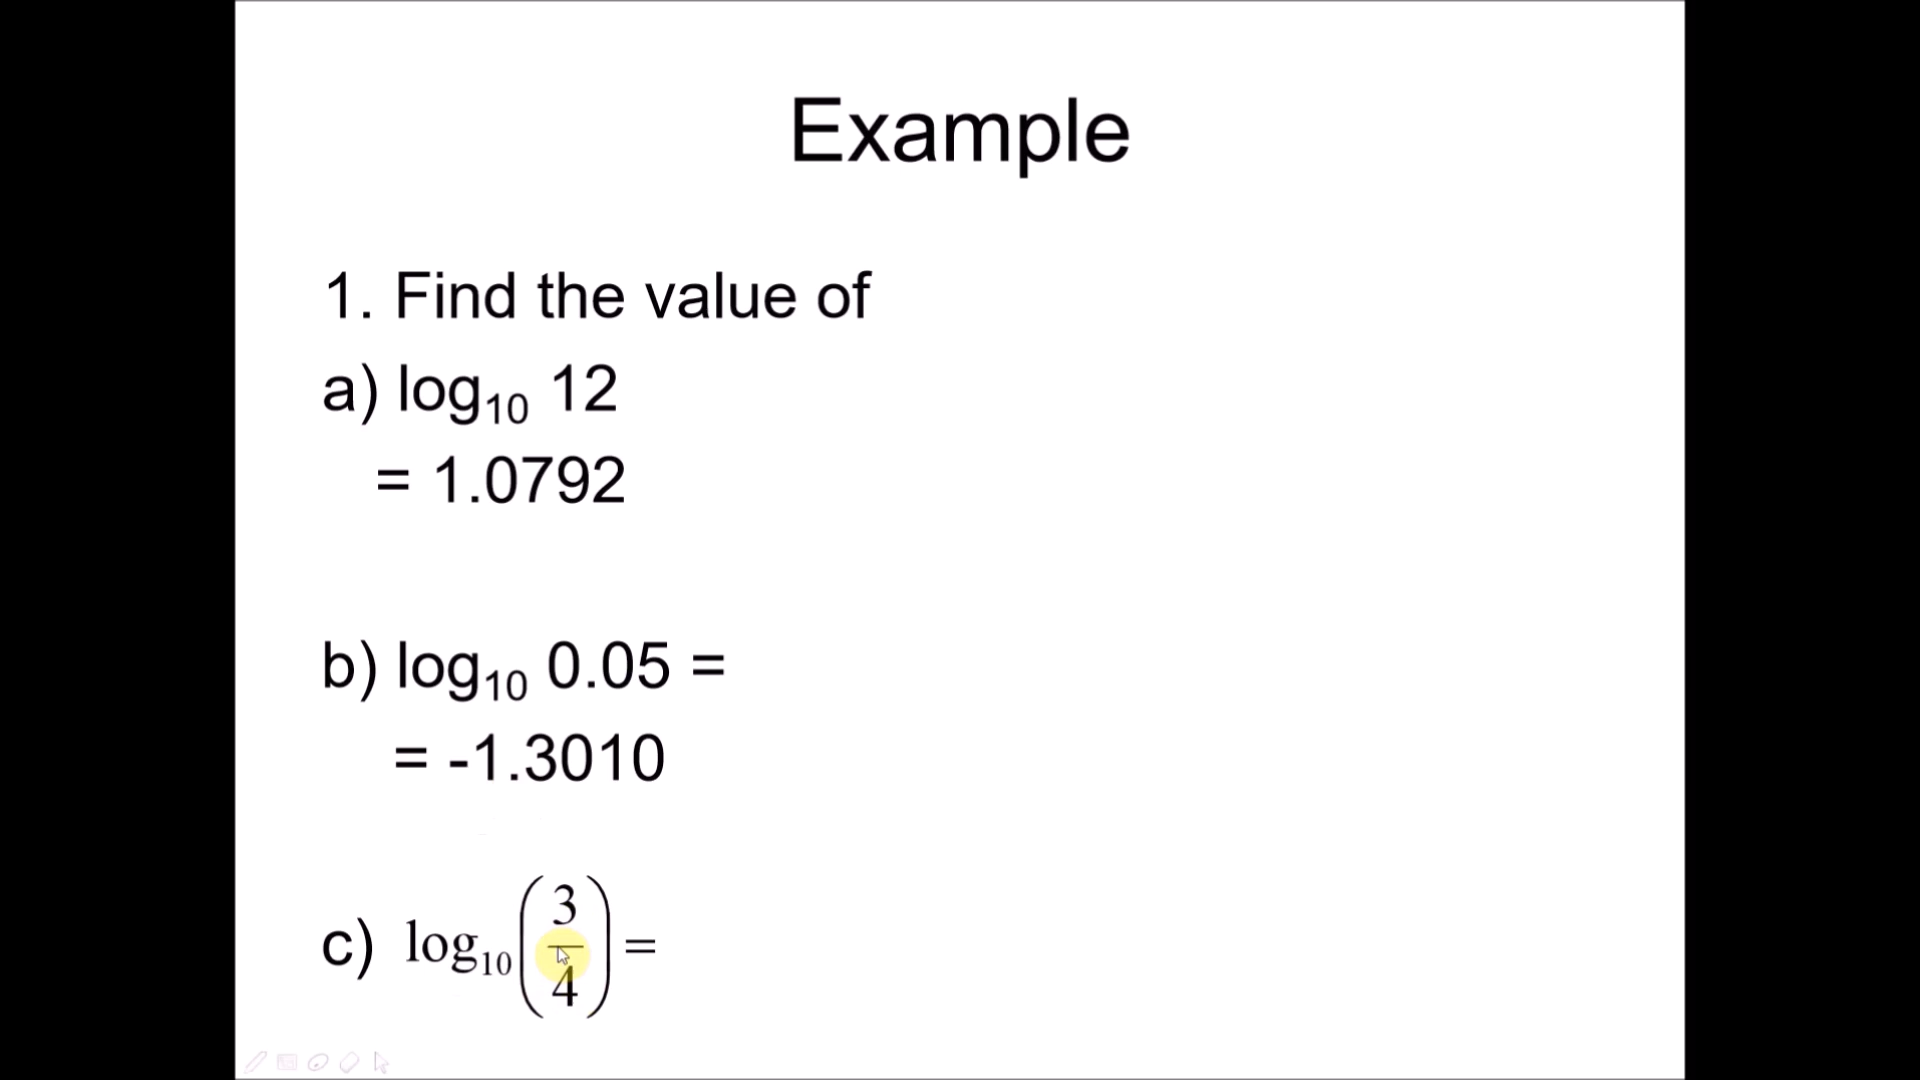 Example
1. Find the value of
a) log₁₀ 12
= 1.0792
b) log₁₀ 0.05 =
= -1.3010
c) log₁₀(3/4) =